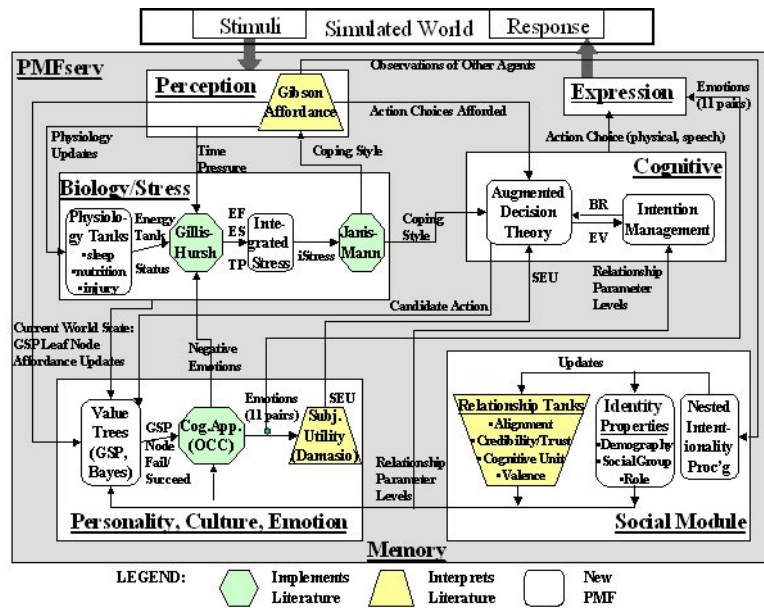 Stimuli
Simulated World
Response
PMFserv
Perception
Gibson
Affordance
Observations of Other Agents
Action Choices Afforded
Expression
Emotions
(11 pairs)
Physiology
Updates
Time
Pressure
Coping Style
Action Choice (physical, speech)
Cognitive
Biology/Stress
Physiolo-
gy Tanks
▪sleep
▪nutrition
▪injury
Energy
Tank
Status
Gillis-
Hursh
EF
ES
TP
Inte-
grated
Stress
iStress
Janis-
Mann
Coping
Style
Augmented
Decision
Theory
BR
EV
Intention
Management
SEU
Relationship
Parameter
Levels
Candidate Action
Current World State:
GSP Leaf Node
Affordance Updates
Negative
Emotions
Value
Trees
(GSP,
Bayes)
GSP
Node
Fail/
Succeed
Cog.App.
(OCC)
Emotions
(11 pairs)
SEU
Subj.
Utility
(Damasio)
Relationship
Parameter
Levels
Personality, Culture, Emotion
Updates
Relationship Tanks
▪Alignment
▪Credibility/Trust
▪Cognitive Unit
▪Valence
Identity
Properties
▪Demography
▪SocialGroup
▪Role
Nested
Intent-
ionality
Proc'g
Social Module
Memory
LEGEND:
Implements
Literature
Interprets
Literature
New
PMF